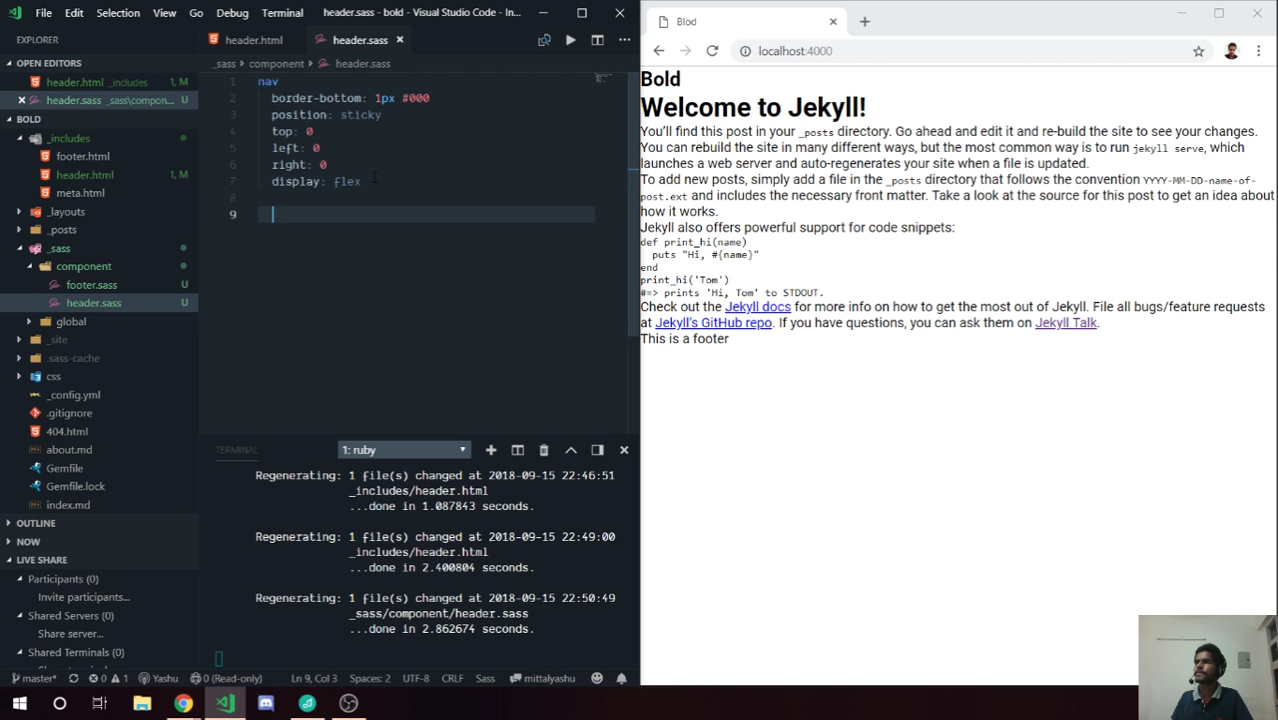 File Edit Selection View Go Debug Terminal header.sass - bold - Visual Studio Code - In...
EXPLORER
OPEN EDITORS
header.html _includes 1, M
header.sass _sass\compon... U
BOLD
_includes
footer.html
header.html 1, M
meta.html
_layouts
_posts
_sass
component
footer.sass U
header.sass U
global
_site
.sass-cache
css
_config.yml
.gitignore
404.html
about.md
Gemfile
Gemfile.lock
index.md
OUTLINE
NOW
LIVE SHARE
Participants (0)
Invite participants...
Shared Servers (0)
Share server...
Shared Terminals (0)
header.html header.sass
_sass component header.sass
1 nav
2 border-bottom: 1px #000
3 position: sticky
4 top: 0
5 left: 0
6 right: 0
7 display: flex
8
9
TERMINAL 1: ruby
Regenerating: 1 file(s) changed at 2018-09-15 22:46:51
_includes/header.html
...done in 1.087843 seconds.
Regenerating: 1 file(s) changed at 2018-09-15 22:49:00
_includes/header.html
...done in 2.400804 seconds.
Regenerating: 1 file(s) changed at 2018-09-15 22:50:49
_sass/component/header.sass
...done in 2.862674 seconds.
master* 0 1 Yashu 0 (Read-only) Ln 9, Col 3 Spaces: 2 UTF-8 CRLF Sass mittalyashu
Blod
localhost:4000
Bold
Welcome to Jekyll!
You'll find this post in your _posts directory. Go ahead and edit it and re-build the site to see your changes.
You can rebuild the site in many different ways, but the most common way is to run jekyll serve, which
launches a web server and auto-regenerates your site when a file is updated.
To add new posts, simply add a file in the _posts directory that follows the convention YYYY-MM-DD-name-of-
post.ext and includes the necessary front matter. Take a look at the source for this post to get an idea about
how it works.
Jekyll also offers powerful support for code snippets:
def print_hi(name)
puts "Hi, #{name}"
end
print_hi('Tom')
#=> prints 'Hi, Tom' to STDOUT.
Check out the Jekyll docs for more info on how to get the most out of Jekyll. File all bugs/feature requests
at Jekyll's GitHub repo. If you have questions, you can ask them on Jekyll Talk.
This is a footer